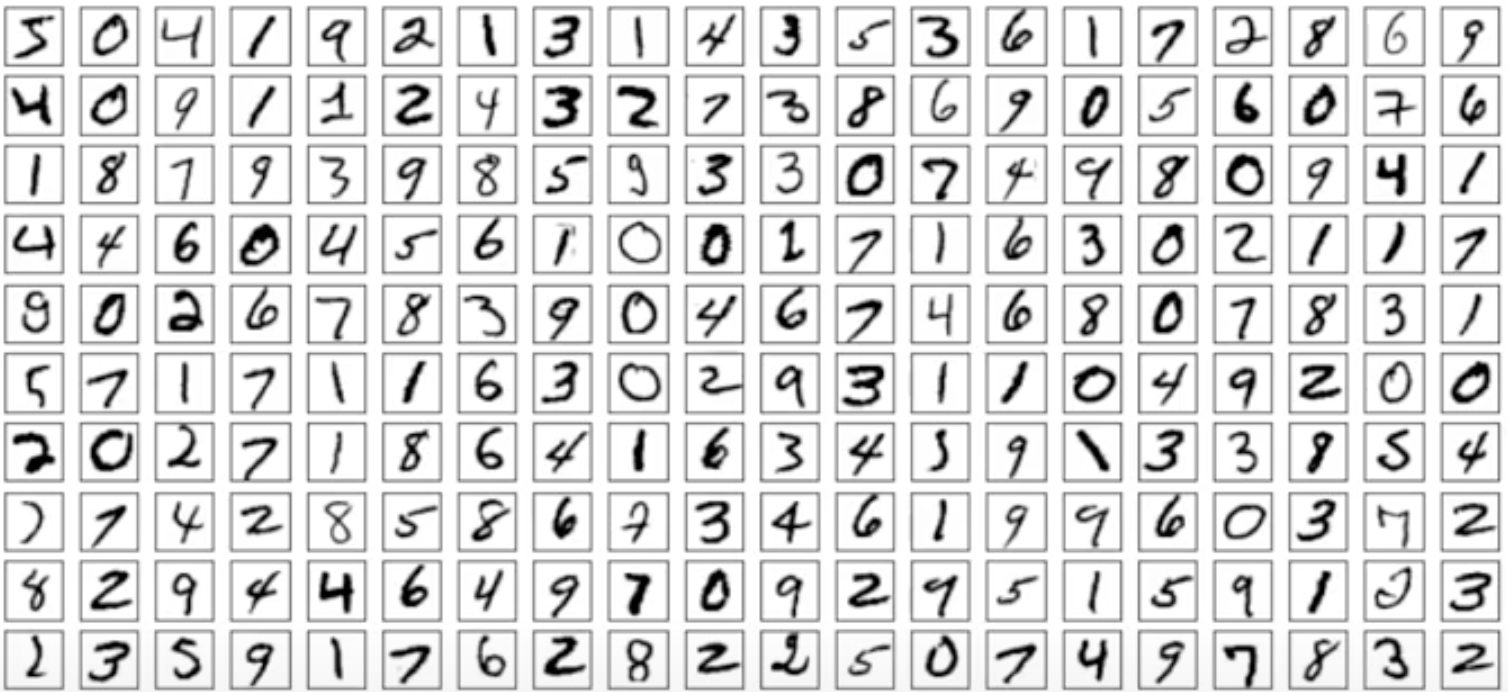 5 0 4 1 9 2 1 3 1 4 3 5 3 6 1 7 2 8 6 9
4 0 9 1 1 2 4 3 2 7 3 8 6 9 0 5 6 0 7 6
1 8 7 9 3 9 8 5 9 3 3 0 7 4 9 8 0 9 4 1
4 4 6 0 4 5 6 1 0 0 1 7 1 6 3 0 2 1 1 7
9 0 2 6 7 8 3 9 0 4 6 7 4 6 8 0 7 8 3 1
5 7 1 7 1 1 6 3 0 2 9 3 1 1 0 4 9 2 0 0
2 0 2 7 1 8 6 4 1 6 3 4 5 9 1 3 3 8 5 4
7 7 4 2 8 5 8 6 7 3 4 6 1 9 9 6 0 3 7 2
8 2 9 4 4 6 4 9 7 0 9 2 9 5 1 5 9 1 2 3
2 3 5 9 1 7 6 2 8 2 2 5 0 7 4 9 7 8 3 2